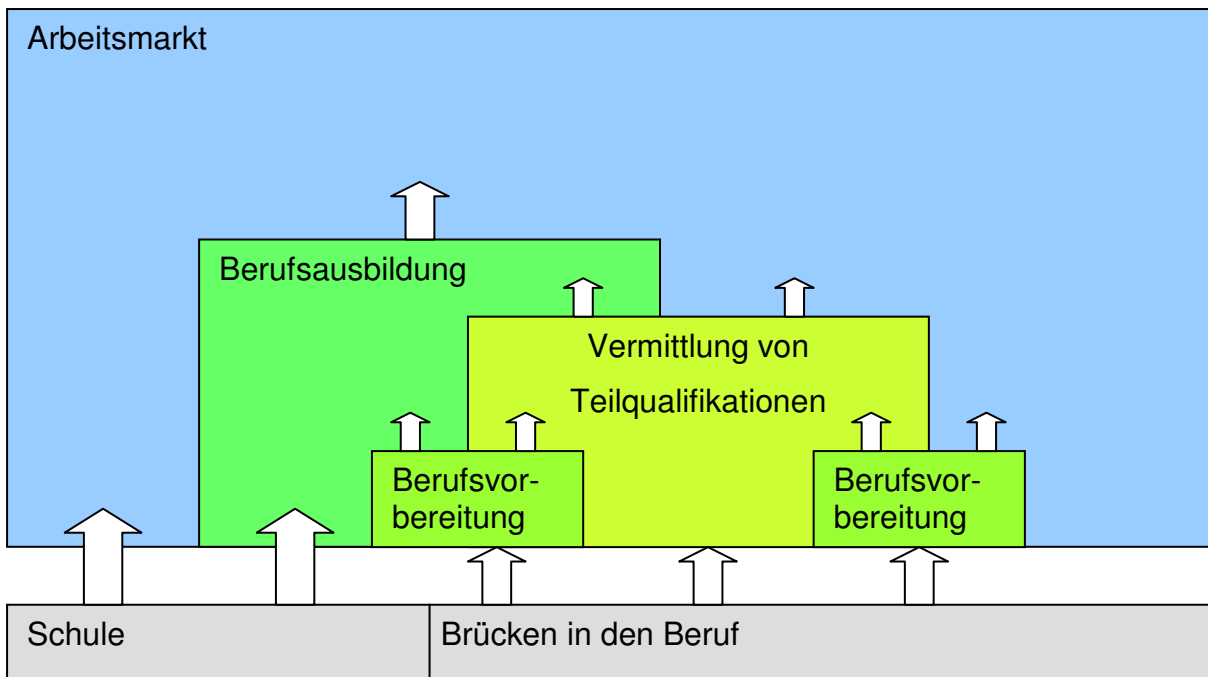 Arbeitsmarkt
Berufsausbildung
Vermittlung von
Teilqualifikationen
Berufsvor-
bereitung
Berufsvor-
bereitung
Schule
Brücken in den Beruf